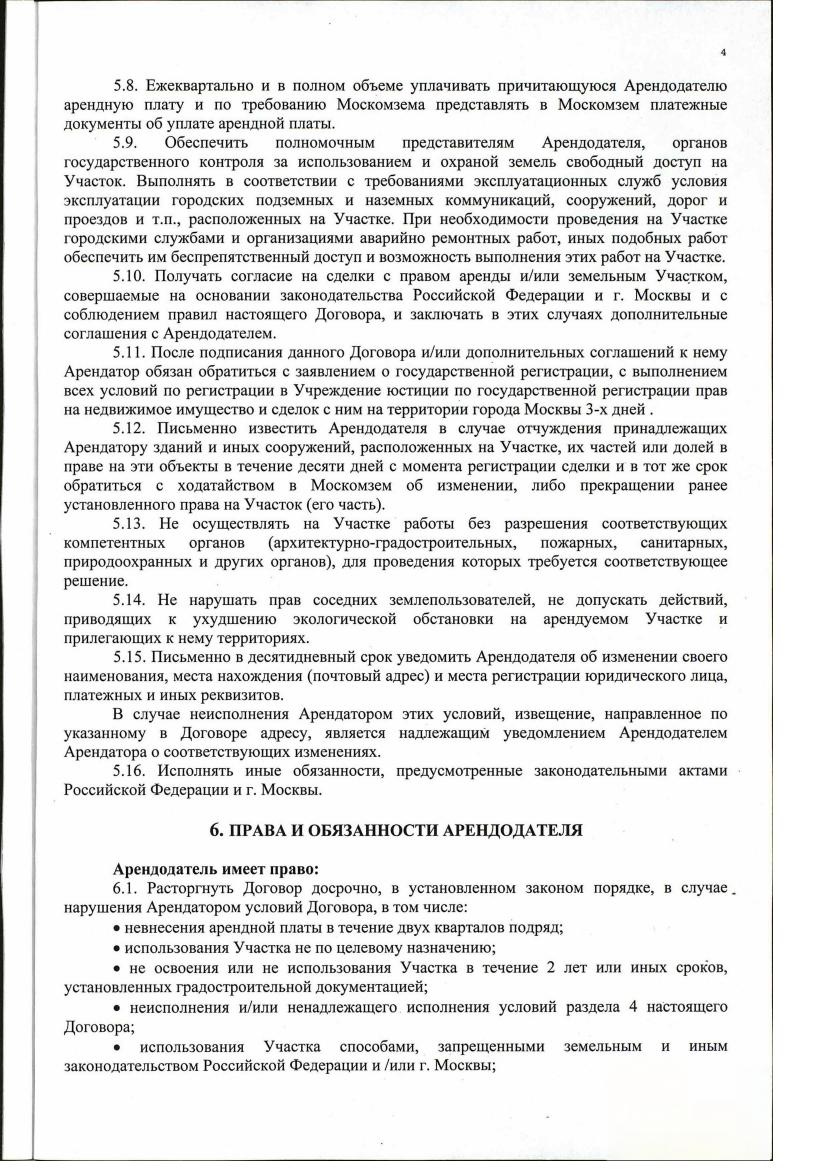 4
5.8. Ежеквартально и в полном объеме уплачивать причитающуюся Арендодателю
арендную плату и по требованию Москомзема представлять в Москомзем платежные
документы об уплате арендной платы.
5.9. Обеспечить полномочным представителям Арендодателя, органов
государственного контроля за использованием и охраной земель свободный доступ на
Участок. Выполнять в соответствии с требованиями эксплуатационных служб условия
эксплуатации городских подземных и наземных коммуникаций, сооружений, дорог и
проездов и т.п., расположенных на Участке. При необходимости проведения на Участке
городскими службами и организациями аварийно ремонтных работ, иных подобных работ
обеспечить им беспрепятственный доступ и возможность выполнения этих работ на Участке.
5.10. Получать согласие на сделки с правом аренды и/или земельным Участком,
совершаемые на основании законодательства Российской Федерации и г. Москвы и с
соблюдением правил настоящего Договора, и заключать в этих случаях дополнительные
соглашения с Арендодателем.
5.11. После подписания данного Договора и/или дополнительных соглашений к нему
Арендатор обязан обратиться с заявлением о государственной регистрации, с выполнением
всех условий по регистрации в Учреждение юстиции по государственной регистрации прав
на недвижимое имущество и сделок с ним на территории города Москвы 3-х дней .
5.12. Письменно известить Арендодателя в случае отчуждения принадлежащих
Арендатору зданий и иных сооружений, расположенных на Участке, их частей или долей в
праве на эти объекты в течение десяти дней с момента регистрации сделки и в тот же срок
обратиться с ходатайством в Москомзем об изменении, либо прекращении ранее
установленного права на Участок (его часть).
5.13. Не осуществлять на Участке работы без разрешения соответствующих
компетентных органов (архитектурно-градостроительных, пожарных, санитарных,
природоохранных и других органов), для проведения которых требуется соответствующее
решение.
5.14. Не нарушать прав соседних землепользователей, не допускать действий,
приводящих к ухудшению экологической обстановки на арендуемом Участке и
прилегающих к нему территориях.
5.15. Письменно в десятидневный срок уведомить Арендодателя об изменении своего
наименования, места нахождения (почтовый адрес) и места регистрации юридического лица,
платежных и иных реквизитов.
В случае неисполнения Арендатором этих условий, извещение, направленное по
указанному в Договоре адресу, является надлежащим уведомлением Арендодателем
Арендатора о соответствующих изменениях.
5.16. Исполнять иные обязанности, предусмотренные законодательными актами
Российской Федерации и г. Москвы.
6. ПРАВА И ОБЯЗАННОСТИ АРЕНДОДАТЕЛЯ
Арендодатель имеет право:
6.1. Расторгнуть Договор досрочно, в установленном законом порядке, в случае
нарушения Арендатором условий Договора, в том числе:
• невнесения арендной платы в течение двух кварталов подряд;
• использования Участка не по целевому назначению;
• не освоения или не использования Участка в течение 2 лет или иных сроков,
установленных градостроительной документацией;
• неисполнения и/или ненадлежащего исполнения условий раздела 4 настоящего
Договора;
• использования Участка способами, запрещенными земельным и иным
законодательством Российской Федерации и /или г. Москвы;